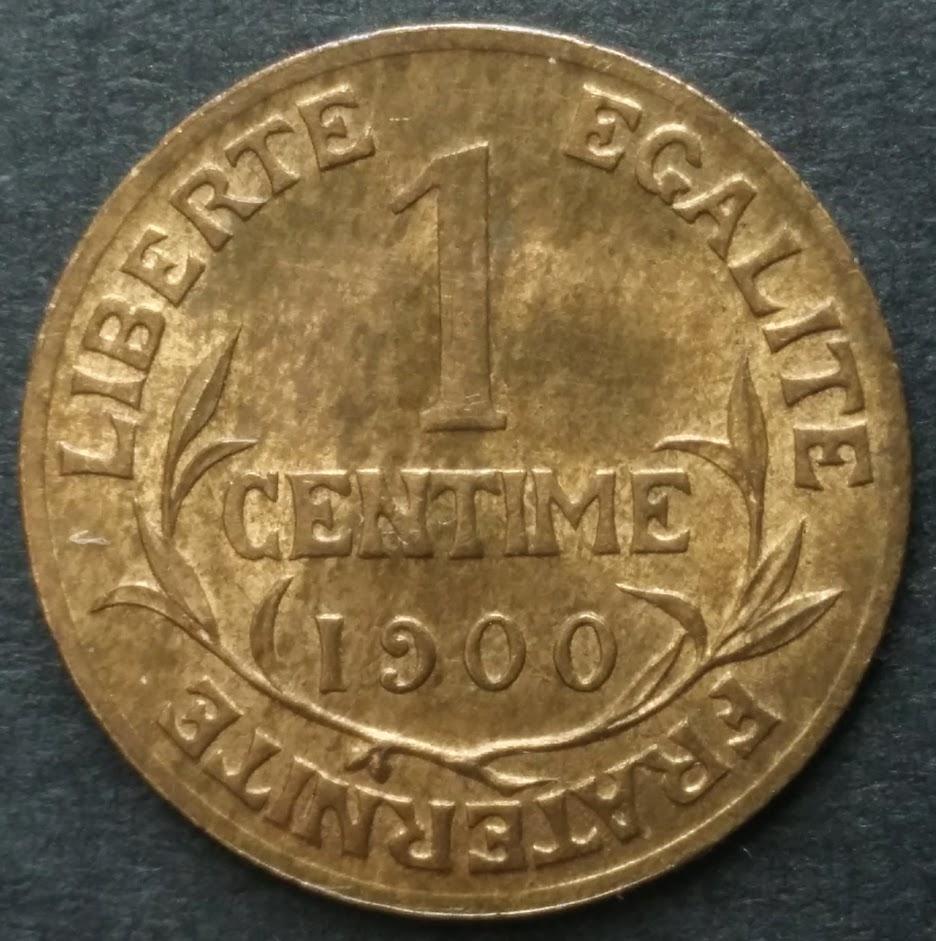 LIBERTE EGALITE
FRATERNITE
1
CENTIME
1900